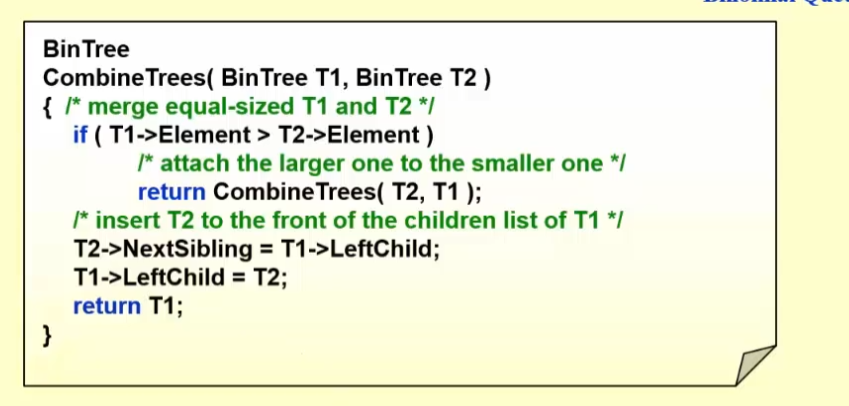 BinTree
CombineTrees( BinTree T1, BinTree T2 )
{ /* merge equal-sized T1 and T2 */
if ( T1->Element > T2->Element )
/* attach the larger one to the smaller one */
return CombineTrees( T2, T1 );
/* insert T2 to the front of the children list of T1 */
T2->NextSibling = T1->LeftChild;
T1->LeftChild = T2;
return T1;
}